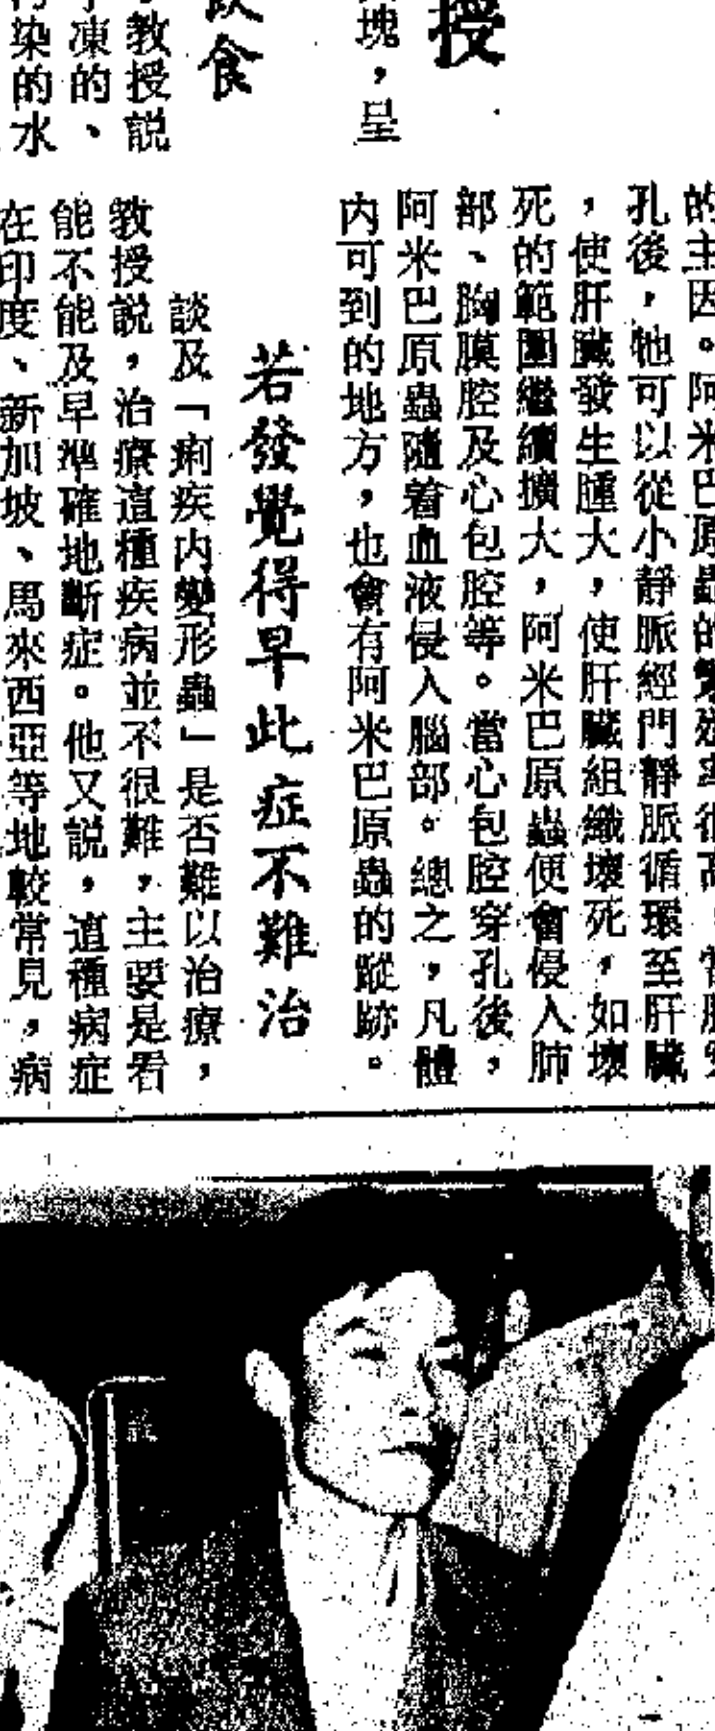 授
塊，呈
飲食
教授説
凍的、
染的水
的主因。阿米巴原蟲的繁
孔後，牠可以從小靜脈經門靜脈循環至肝臟
，使肝臟發生腫大，使肝臟組織壞死，如壞
死的範圍繼續擴大，阿米巴原蟲便會侵入肺
部、胸膜腔及心包腔等。當心包腔穿孔後，
阿米巴原蟲隨着血液侵入腦部。總之，凡體
內可到的地方，也會有阿米巴原蟲的蹤跡。
若發覺得早此症不難治
談及「痢疾内變形蟲」是否難以治療，
教授説，治療這種疾病並不很難，主要是看
能不能及早準確地斷症。他又説，這種病症
在印度、新加坡、馬來西亞等地較常見，病